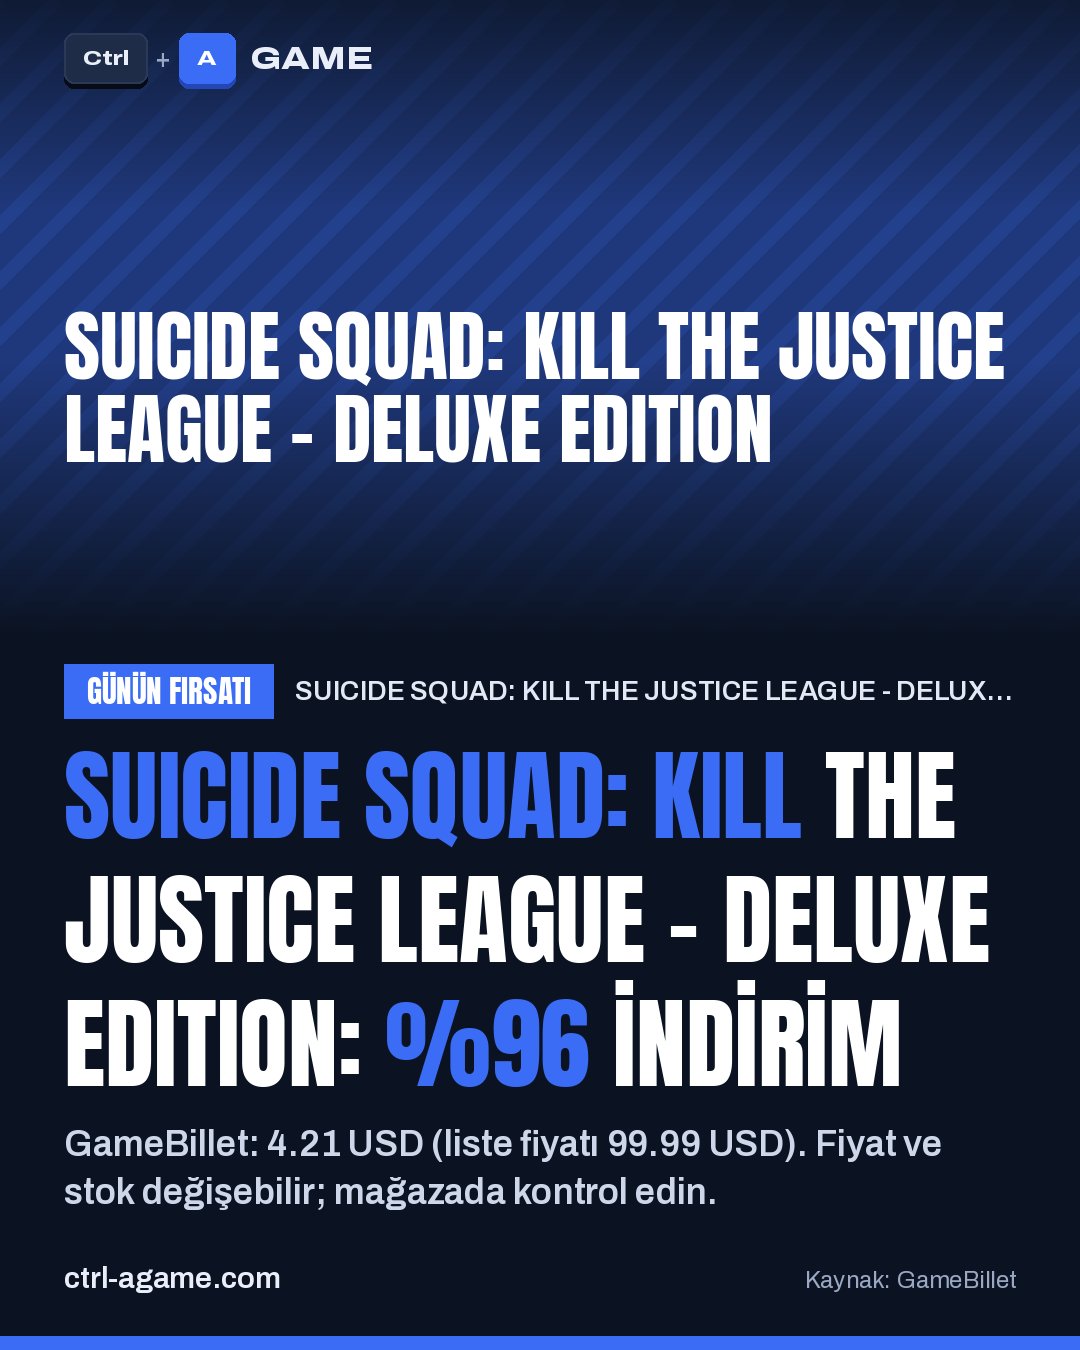 Ctrl + A GAME
SUICIDE SQUAD: KILL THE JUSTICE
LEAGUE - DELUXE EDITION
GÜNÜN FIRSATI SUICIDE SQUAD: KILL THE JUSTICE LEAGUE - DELUX...
SUICIDE SQUAD: KILL THE
JUSTICE LEAGUE - DELUXE
EDITION: %96 İNDİRİM
GameBillet: 4.21 USD (liste fiyatı 99.99 USD). Fiyat ve
stok değişebilir; mağazada kontrol edin.
ctrl-agame.com
Kaynak: GameBillet